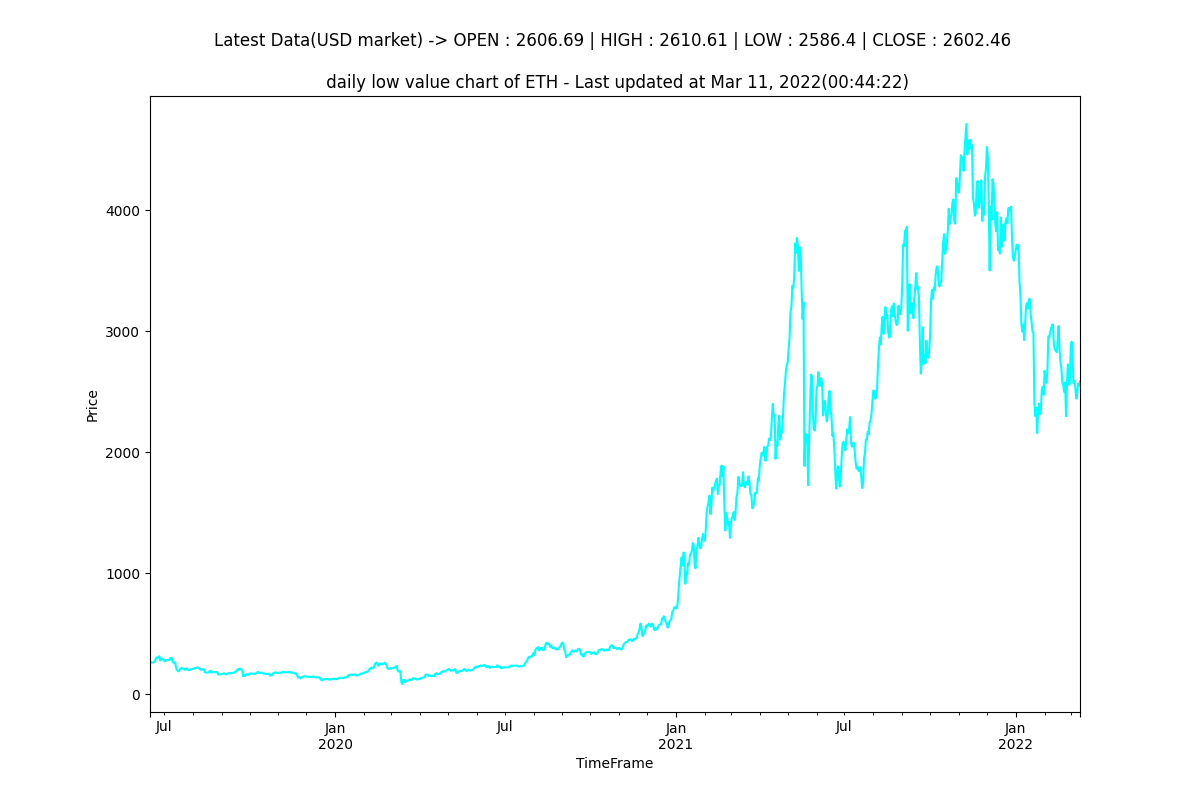 Latest Data(USD market) -> OPEN : 2606.69 | HIGH : 2610.61 | LOW : 2586.4 | CLOSE : 2602.46
daily low value chart of ETH - Last updated at Mar 11, 2022(00:44:22)
4000
3000
2000
1000
0
Price
Jul Jan Jul Jan Jul Jan
2020 2021 2022
TimeFrame